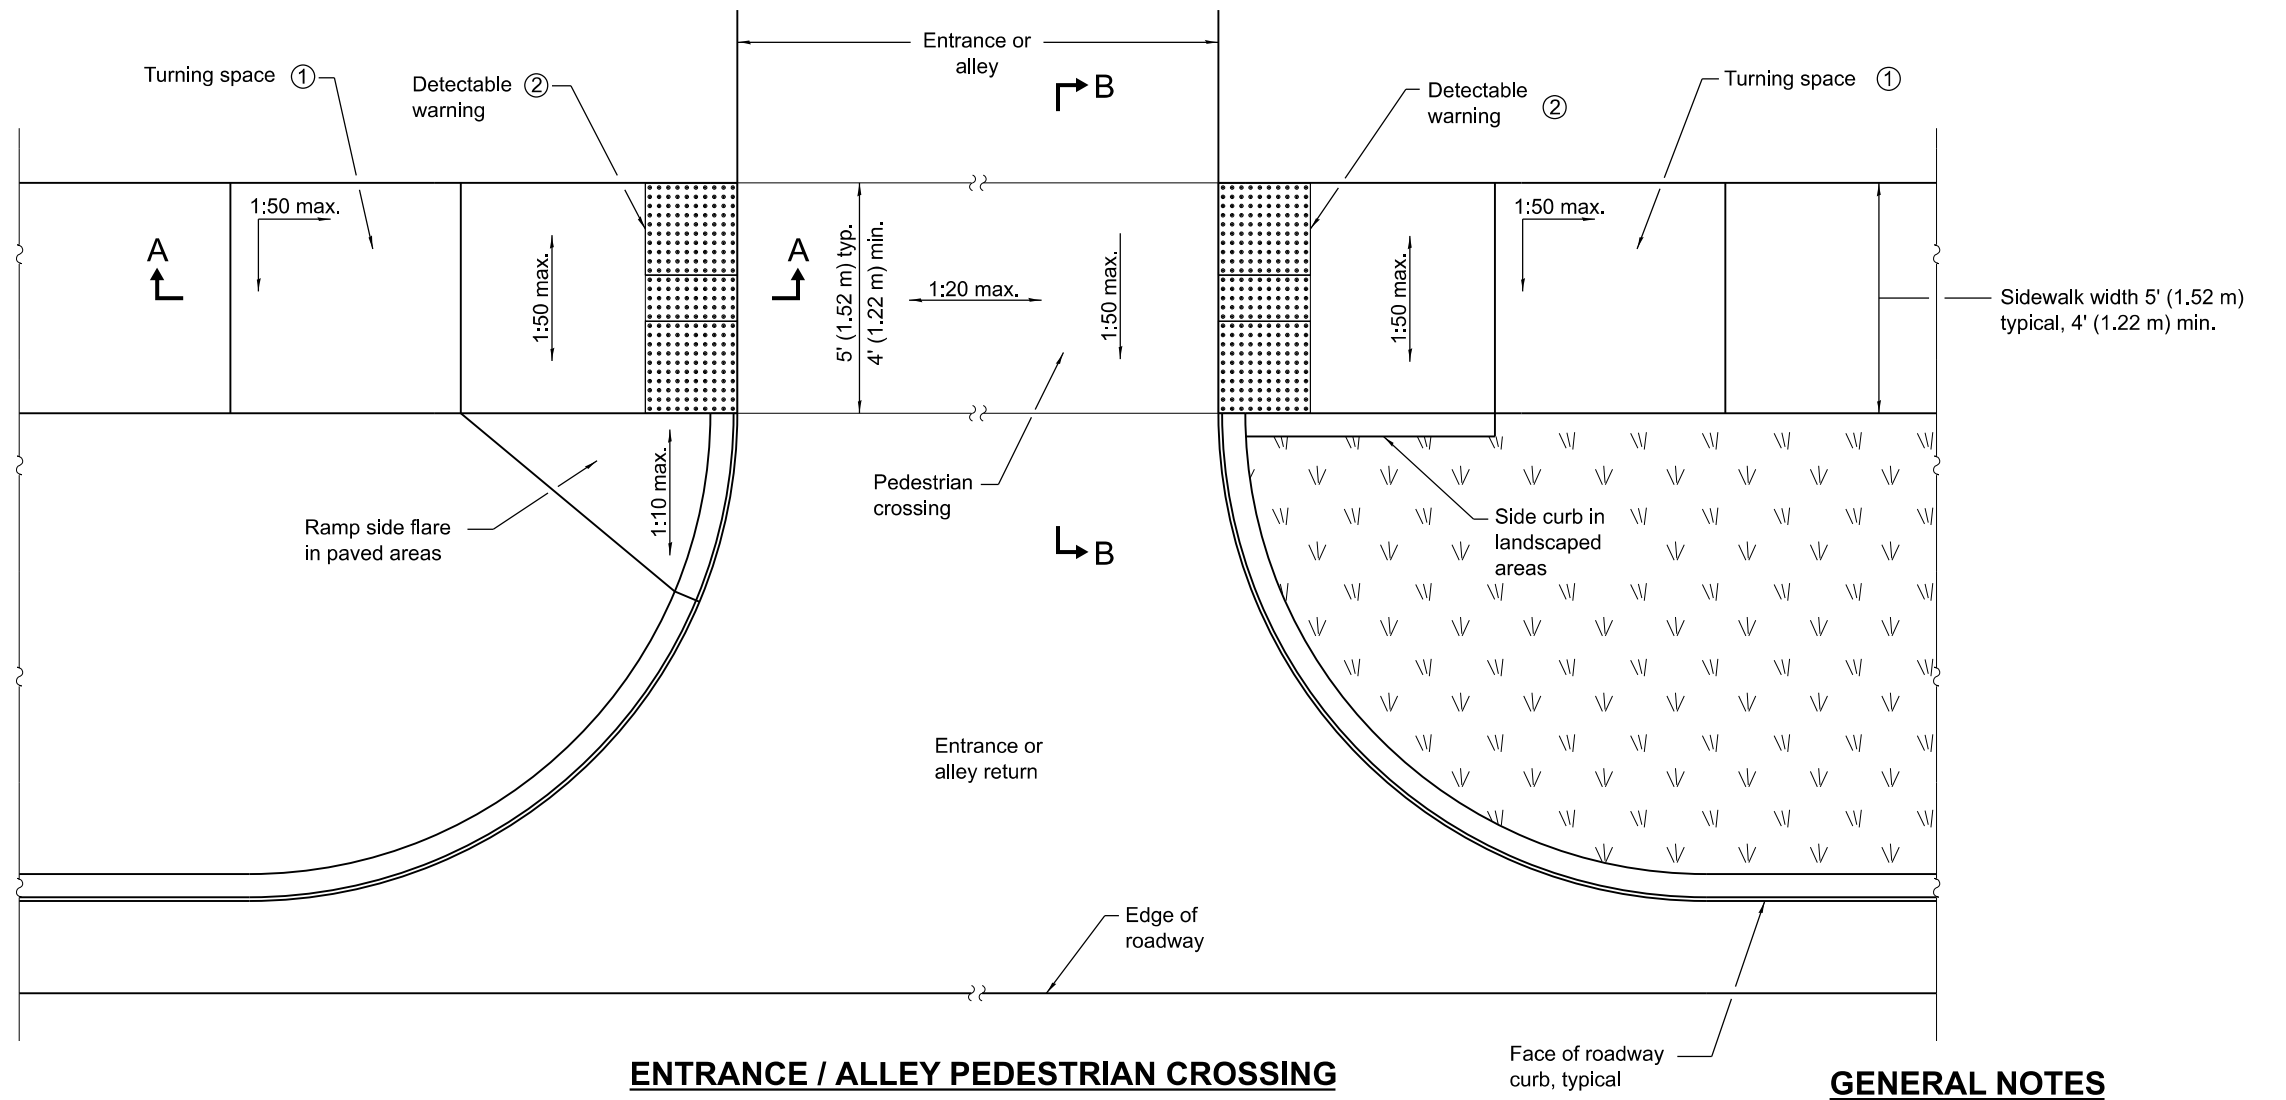 Entrance or
alley
Turning space ①
Detectable ②
warning
B
Detectable
warning ②
Turning space ①
1:50 max.
1:50 max.
A
A
1:50 max.
5' (1.52 m) typ.
4' (1.22 m) min.
1:20 max.
1:50 max.
1:50 max.
Sidewalk width 5' (1.52 m)
typical, 4' (1.22 m) min.
1:10 max.
Ramp side flare
in paved areas
Pedestrian
crossing
B
Side curb in
landscaped
areas
Entrance or
alley return
Edge of
roadway
Face of roadway
curb, typical
ENTRANCE / ALLEY PEDESTRIAN CROSSING
GENERAL NOTES